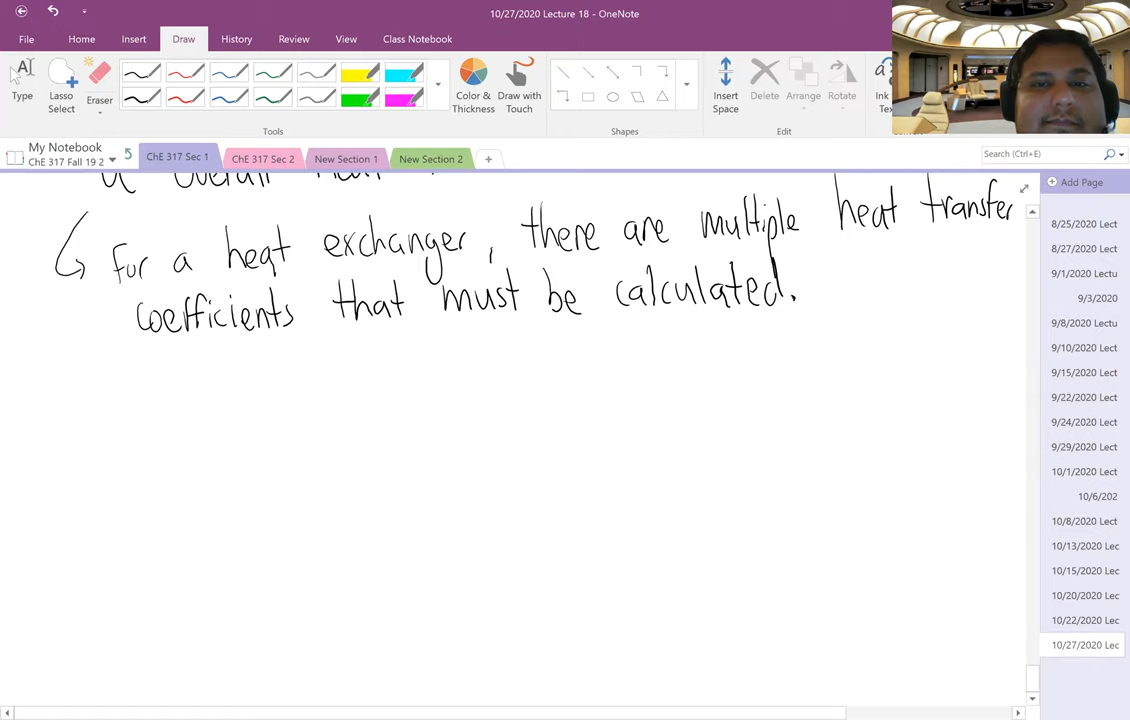 10/27/2020 Lecture 18 - OneNote
File Home Insert Draw History Review View Class Notebook
Type
Lasso Select
Eraser
Color & Thickness
Draw with Touch
Insert Space
Delete
Arrange
Rotate
Ink
Tools
Shapes
Edit
My Notebook
ChE 317 Fall 19 2
ChE 317 Sec 1
ChE 317 Sec 2
New Section 1
New Section 2
Search (Ctrl+E)
Add Page
overall
for a heat exchanger, there are multiple heat transfer
coefficients that must be calculated.
8/25/2020 Lect
8/27/2020 Lect
9/1/2020 Lectu
9/3/2020
9/8/2020 Lectu
9/10/2020 Lect
9/15/2020 Lect
9/22/2020 Lect
9/24/2020 Lect
9/29/2020 Lect
10/1/2020 Lect
10/6/202
10/8/2020 Lect
10/13/2020 Lec
10/15/2020 Lec
10/20/2020 Lec
10/22/2020 Lec
10/27/2020 Lec